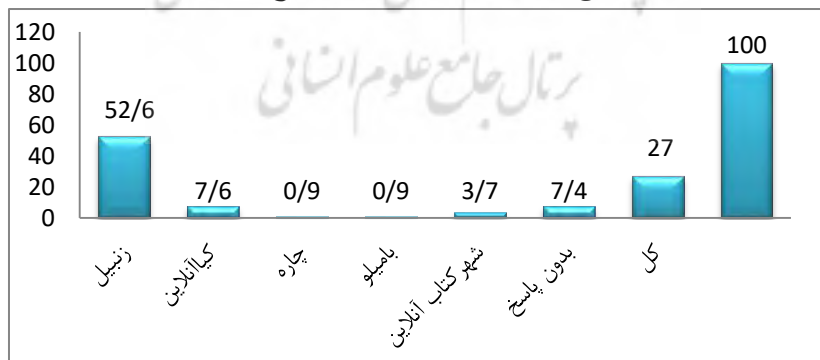 پرتال جامع علوم انسانی
120
100
80
60
40
20
0
52/6
7/6
0/9
0/9
3/7
7/4
27
100
زنبیل
کیاآنلاین
چاره
بامیلو
شهر کتاب آنلاین
بدون پاسخ
کل